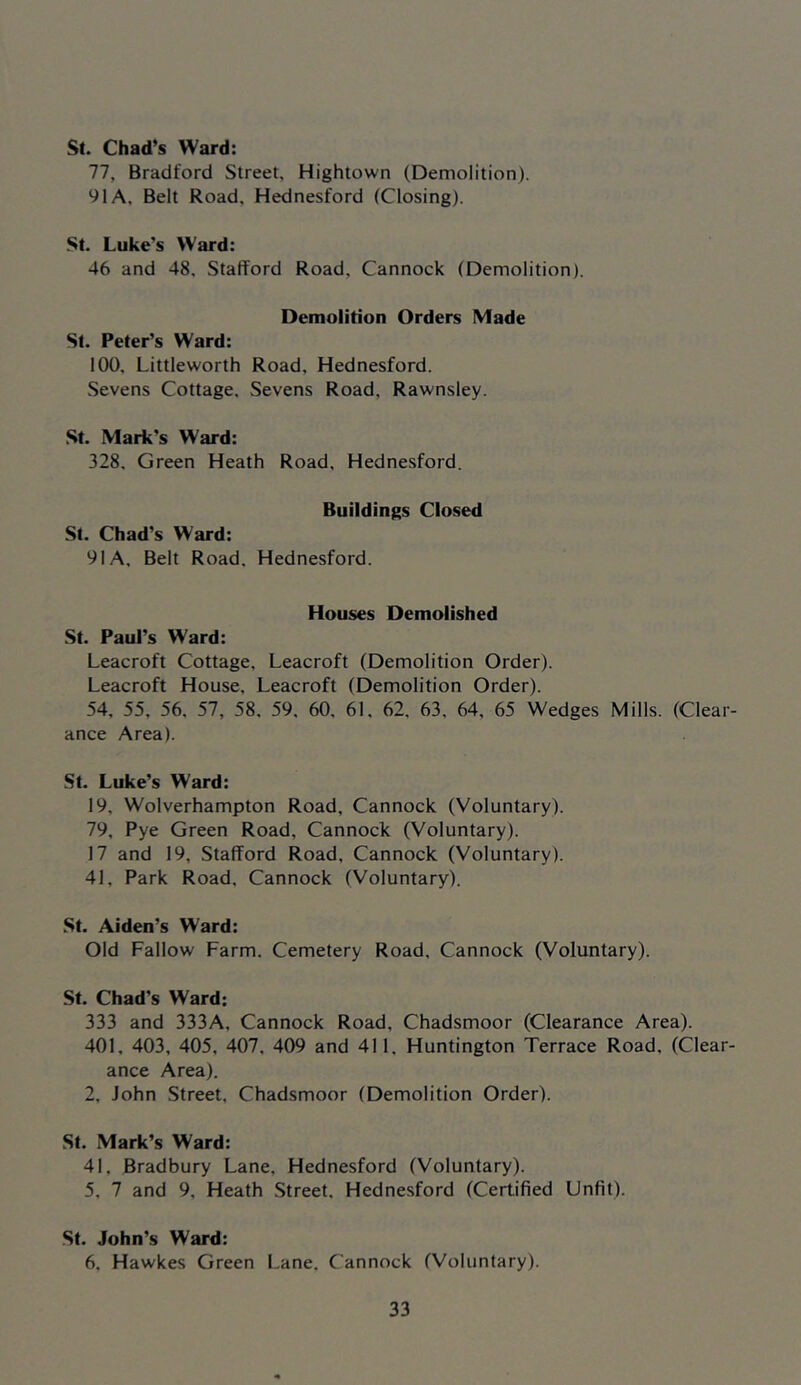 St. Chad's Ward:
77, Bradford Street, Hightown (Demolition).
91A, Belt Road, Hednesford (Closing).
St. Luke's Ward:
46 and 48, Stafford Road, Cannock (Demolition).
Demolition Orders Made
St. Peter's Ward:
100, Littleworth Road, Hednesford.
Sevens Cottage, Sevens Road, Rawnsley.
St. Mark's Ward:
328, Green Heath Road, Hednesford.
Buildings Closed
St. Chad's Ward:
91A, Belt Road, Hednesford.
Houses Demolished
St. Paul's Ward:
Leacroft Cottage, Leacroft (Demolition Order).
Leacroft House, Leacroft (Demolition Order).
54, 55, 56, 57, 58, 59, 60, 61, 62, 63, 64, 65 Wedges Mills. (Clear-
ance Area).
St. Luke's Ward:
19, Wolverhampton Road, Cannock (Voluntary).
79, Pye Green Road, Cannock (Voluntary).
17 and 19, Stafford Road, Cannock (Voluntary).
41, Park Road, Cannock (Voluntary).
St. Aiden's Ward:
Old Fallow Farm, Cemetery Road, Cannock (Voluntary).
St. Chad's Ward:
333 and 333A, Cannock Road, Chadsmoor (Clearance Area).
401, 403, 405, 407, 409 and 411, Huntington Terrace Road, (Clear-
ance Area).
2, John Street, Chadsmoor (Demolition Order).
St. Mark's Ward:
41, Bradbury Lane, Hednesford (Voluntary).
5, 7 and 9, Heath Street, Hednesford (Certified Unfit).
St. John's Ward:
6, Hawkes Green Lane, Cannock (Voluntary).
33